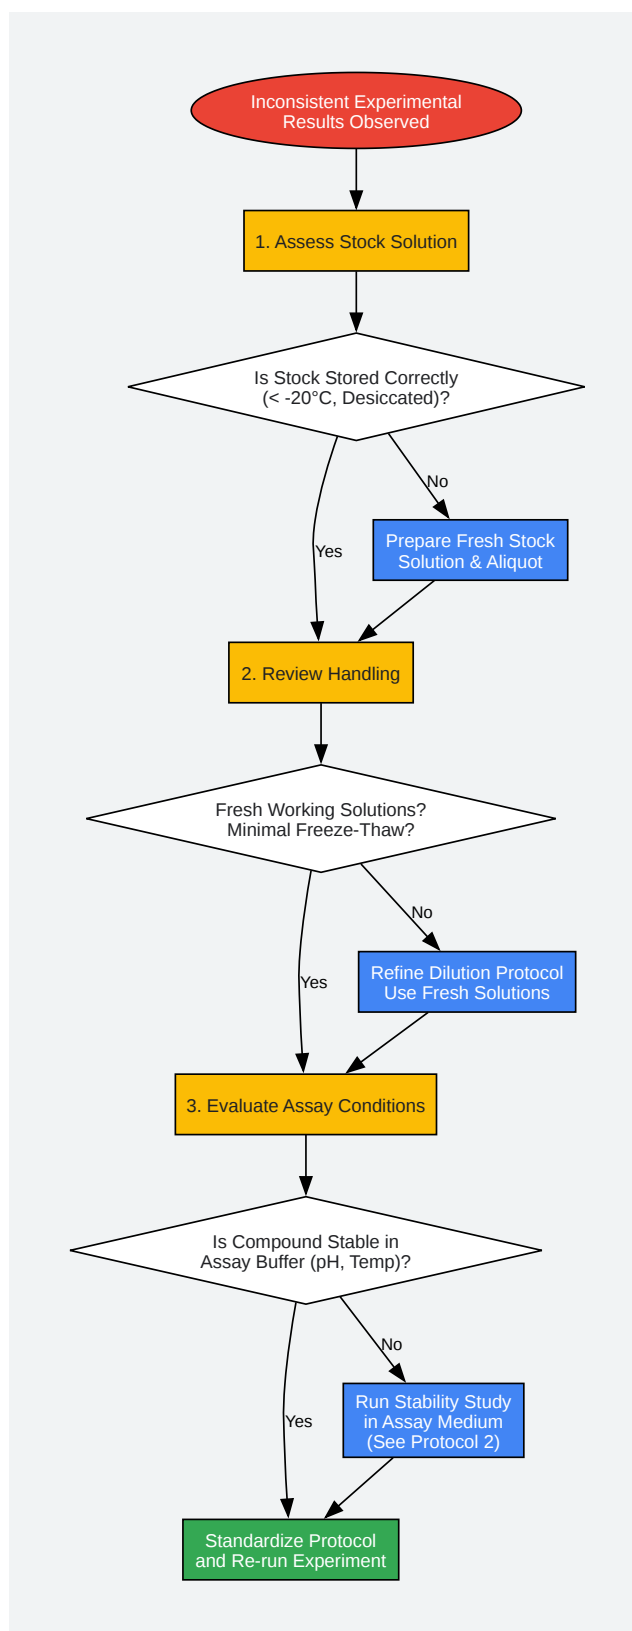 Inconsistent Experimental
Results Observed
1. Assess Stock Solution
Is Stock Stored Correctly
(< -20°C, Desiccated)?
No
Prepare Fresh Stock
Solution & Aliquot
Yes
2. Review Handling
Fresh Working Solutions?
Minimal Freeze-Thaw?
No
Refine Dilution Protocol
Use Fresh Solutions
Yes
3. Evaluate Assay Conditions
Is Compound Stable in
Assay Buffer (pH, Temp)?
No
Run Stability Study
in Assay Medium
(See Protocol 2)
Yes
Standardize Protocol
and Re-run Experiment